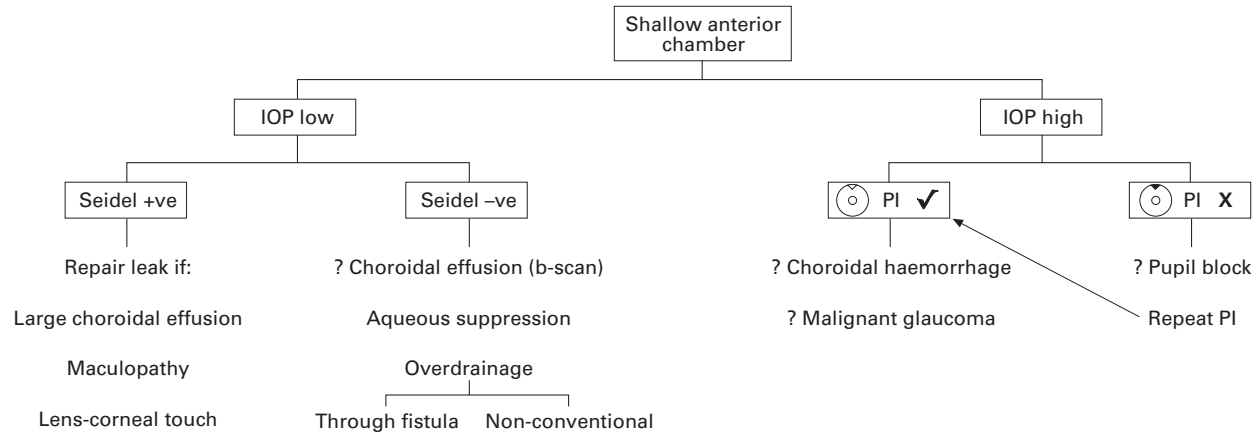 Shallow anterior
chamber
IOP low
IOP high
Seidel +ve
Seidel –ve
PI ✓
PI X
Repair leak if:
? Choroidal effusion (b-scan)
? Choroidal haemorrhage
? Pupil block
Large choroidal effusion
Aqueous suppression
? Malignant glaucoma
Repeat PI
Maculopathy
Overdrainage
Lens-corneal touch
Through fistula
Non-conventional